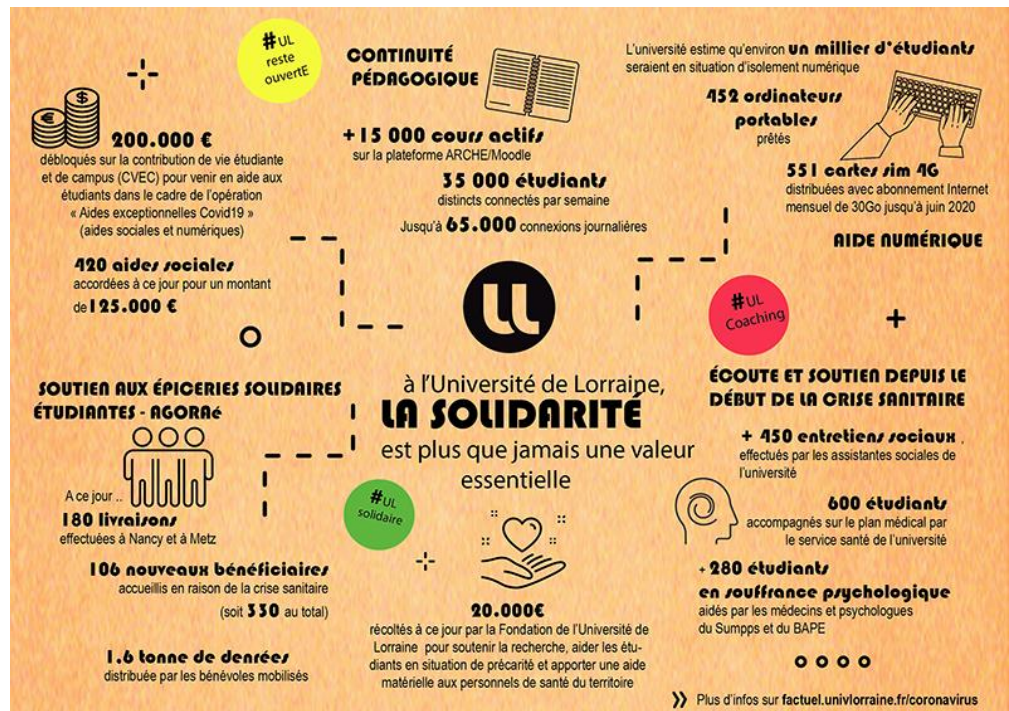 #UL
reste
ouvertE
200.000 €
débloqués sur la contribution de vie étudiante
et de campus (CVEC) pour venir en aide aux
étudiants dans le cadre de l'opération
« Aides exceptionnelles Covid19 »
(aides sociales et numériques)
420 aides sociales
accordées à ce jour pour un montant
de 125.000 €
CONTINUITÉ
PÉDAGOGIQUE
+15 000 cours actifs
sur la plateforme ARCHE/Moodle
35 000 étudiants
distincts connectés par semaine
Jusqu'à 65.000 connexions journalières
L'université estime qu'environ un millier d'étudiants
seraient en situation d'isolement numérique
452 ordinateurs
portables
prêtés
551 cartes sim 4G
distribuées avec abonnement Internet
mensuel de 30Go jusqu'à juin 2020
AIDE NUMÉRIQUE
UL
à l'Université de Lorraine,
LA SOLIDARITÉ
est plus que jamais une valeur
essentielle
#UL
Coaching
SOUTIEN AUX ÉPICERIES SOLIDAIRES
ÉTUDIANTES - AGORAé
A ce jour ..
180 livraisons
effectuées à Nancy et à Metz
106 nouveaux bénéficiaires
accueillis en raison de la crise sanitaire
(soit 330 au total)
1.6 tonne de denrées
distribuée par les bénévoles mobilisés
#UL
solidaire
20.000€
récoltés à ce jour par la Fondation de l'Université de
Lorraine pour soutenir la recherche, aider les étu-
diants en situation de précarité et apporter une aide
matérielle aux personnels de santé du territoire
ÉCOUTE ET SOUTIEN DEPUIS LE
DÉBUT DE LA CRISE SANITAIRE
+ 450 entretiens sociaux ,
effectués par les assistantes sociales de
l'université
600 étudiants
accompagnés sur le plan médical par
le service santé de l'université
+ 280 étudiants
en souffrance psychologique
aidés par les médecins et psychologues
du Sumpps et du BAPE
Plus d'infos sur factuel.univlorraine.fr/coronavirus